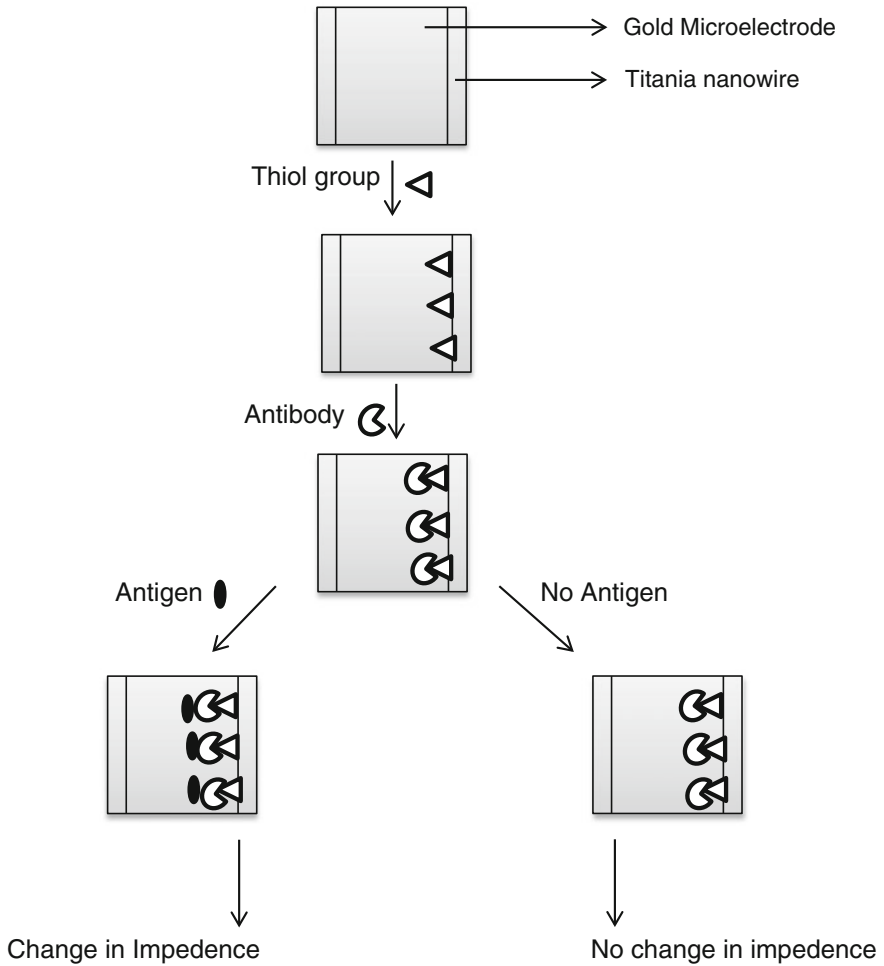 Gold Microelectrode
Titania nanowire
Thiol group
Antibody
Antigen
No Antigen
Change in Impedence
No change in impedence